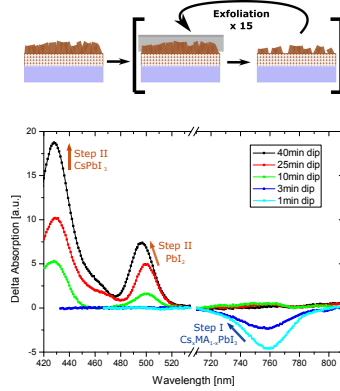 Exfoliation
x 15
Delta Absorption [a.u.]
20
15
10
5
0
25
Step II
CsPbI3
Step II
PbI2
Step I
CsxMA1-xPbI3
40min dip
25min dip
10min dip
3min dip
1min dip
420 440 460 480 500 520 720 740 760 780 800
Wavelength [nm]